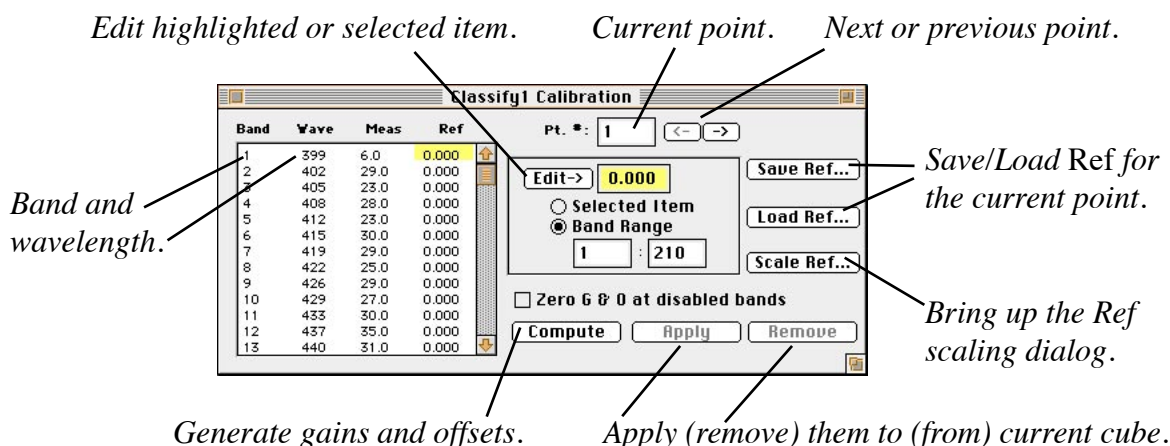 Edit highlighted or selected item.
Current point.
Next or previous point.
Classify1 Calibration
Band Wave Meas Ref
1 399 6.0 0.000
2 402 29.0 0.000
3 405 23.0 0.000
4 408 28.0 0.000
5 412 23.0 0.000
6 415 30.0 0.000
7 419 29.0 0.000
8 422 25.0 0.000
9 426 29.0 0.000
10 429 27.0 0.000
11 433 30.0 0.000
12 437 35.0 0.000
13 440 31.0 0.000
Pt. #: 1 <- ->
Edit-> 0.000
Selected Item
Band Range
1 : 210
Zero G & O at disabled bands
Compute Apply Remove
Save Ref...
Load Ref...
Scale Ref...
Band and
wavelength.
Save/Load Ref for
the current point.
Bring up the Ref
scaling dialog.
Generate gains and offsets.
Apply (remove) them to (from) current cube.